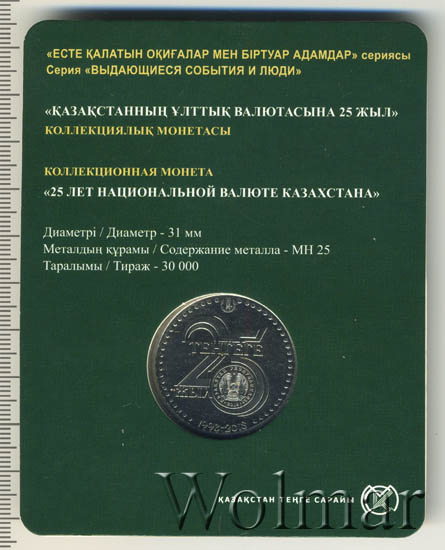 «ЕСТЕ ҚАЛАТЫН ОҚИҒАЛАР МЕН БІРТУАР АДАМДАР» сериясы
Серия «ВЫДАЮЩИЕСЯ СОБЫТИЯ И ЛЮДИ»
«ҚАЗАҚСТАННЫҢ ҰЛТТЫҚ ВАЛЮТАСЫНА 25 ЖЫЛ»
КОЛЛЕКЦИЯЛЫҚ МОНЕТАСЫ
КОЛЛЕКЦИОННАЯ МОНЕТА
«25 ЛЕТ НАЦИОНАЛЬНОЙ ВАЛЮТЕ КАЗАХСТАНА»
Диаметрі / Диаметр - 31 мм
Металдың құрамы / Содержание металла - МН 25
Таралымы / Тираж - 30 000
25
ТЕҢГЕГЕ
ЖЫЛ
1993-2018
ҚАЗАҚСТАН ТЕҢГЕ САРАЙЫ
Wolmar